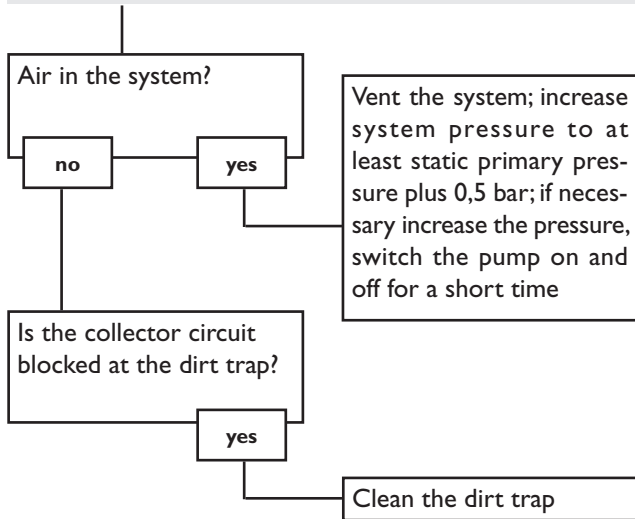 Air in the system?
no
yes
Vent the system; increase
system pressure to at
least static primary pres-
sure plus 0,5 bar; if neces-
sary increase the pressure,
switch the pump on and
off for a short time
Is the collector circuit
blocked at the dirt trap?
yes
Clean the dirt trap